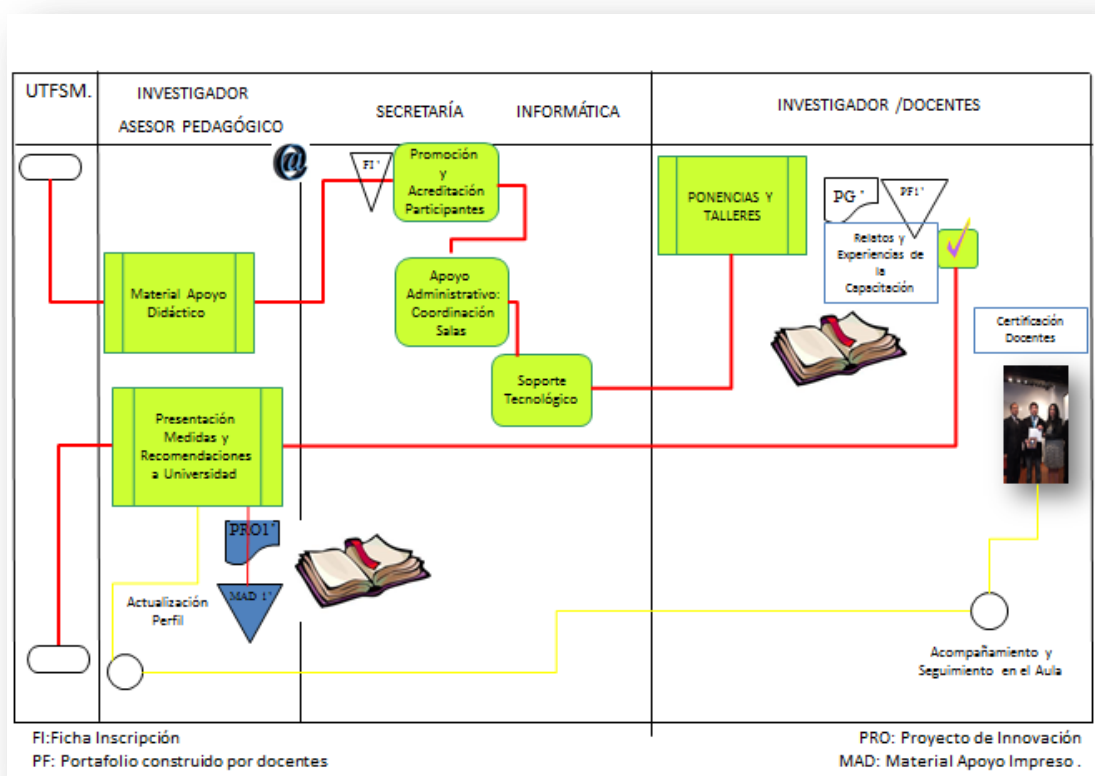 UTFSM.
INVESTIGADOR
ASESOR PEDAGÓGICO
SECRETARÍA
INFORMÁTICA
INVESTIGADOR /DOCENTES
@
FI '
Promoción
y
Acreditación
Participantes
PONENCIAS Y
TALLERES
PG '
PF1'
Relatos y
Experiencias de
la
Capacitación
Material Apoyo
Didáctico
Apoyo
Administrativo:
Coordinación
Salas
Certificación
Docentes
Soporte
Tecnológico
Presentación
Medidas y
Recomendaciones
a Universidad
PRO1'
MAD 1'
Actualización
Perfil
Acompañamiento y
Seguimiento en el Aula
FI:Ficha Inscripción
PF: Portafolio construido por docentes
PRO: Proyecto de Innovación
MAD: Material Apoyo Impreso .